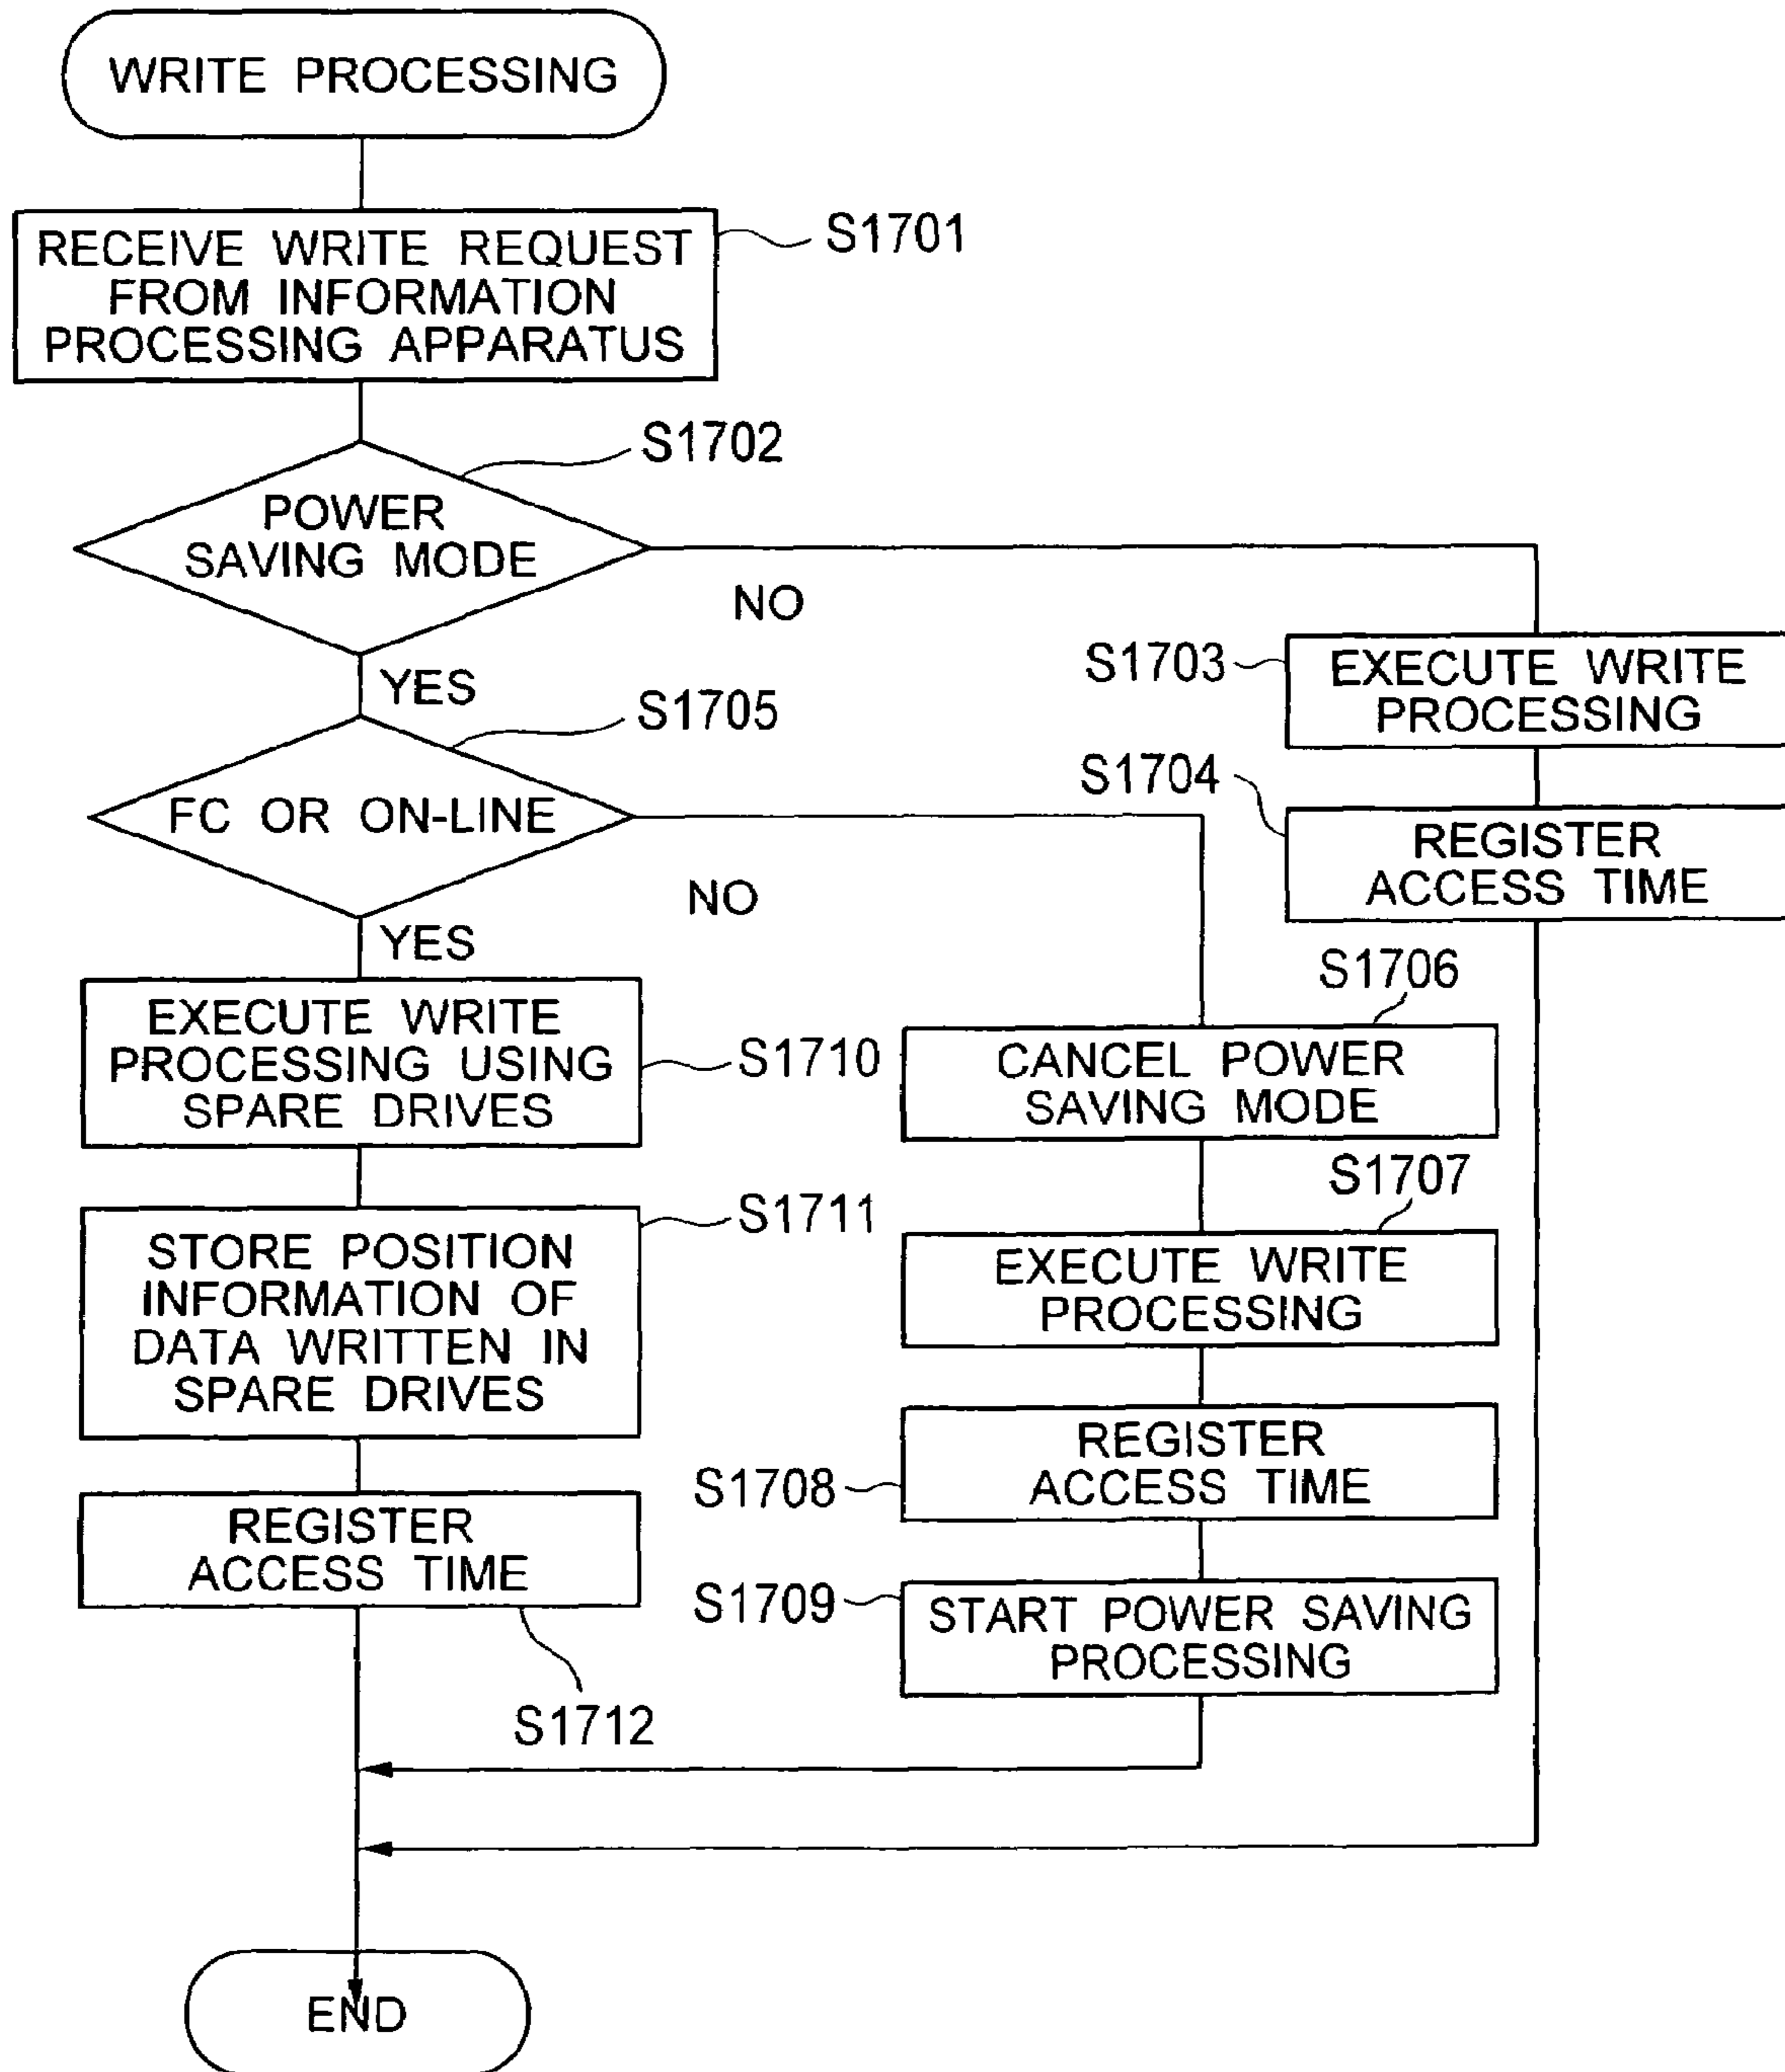 WRITE PROCESSING
RECEIVE WRITE REQUEST
FROM INFORMATION
PROCESSING APPARATUS
S1701
S1702
POWER
SAVING MODE
NO
YES
S1703
EXECUTE WRITE
PROCESSING
S1705
S1704
REGISTER
ACCESS TIME
FC OR ON-LINE
NO
YES
S1706
EXECUTE WRITE
PROCESSING USING
SPARE DRIVES
S1710
CANCEL POWER
SAVING MODE
S1707
S1711
STORE POSITION
INFORMATION OF
DATA WRITTEN IN
SPARE DRIVES
EXECUTE WRITE
PROCESSING
REGISTER
ACCESS TIME
S1708
REGISTER
ACCESS TIME
S1709
START POWER SAVING
PROCESSING
S1712
END